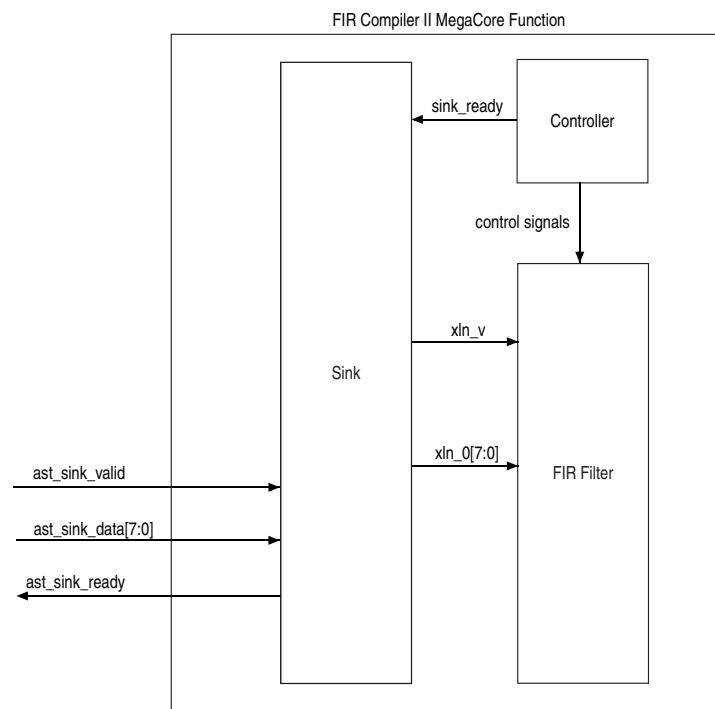 FIR Compiler II MegaCore Function
sink_ready
Controller
control signals
xln_v
Sink
xln_0[7:0]
FIR Filter
ast_sink_valid
ast_sink_data[7:0]
ast_sink_ready